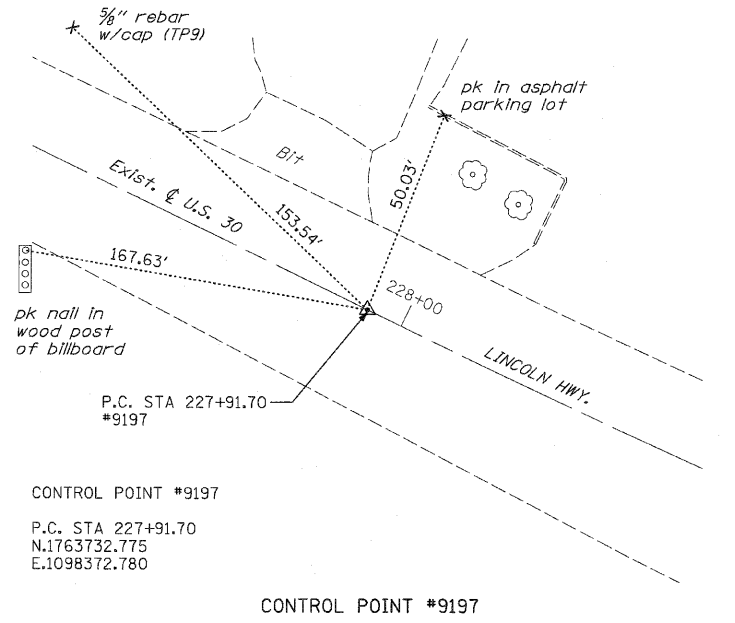 5/8" rebar
w/cap (TP9)
pk in asphalt
parking lot
Bit
50.03'
Exist. ℄ U.S. 30
153.54'
167.63'
228+00
pk nail in
wood post
of billboard
LINCOLN HWY.
P.C. STA 227+91.70
#9197
CONTROL POINT #9197
P.C. STA 227+91.70
N.1763732.775
E.1098372.780
CONTROL POINT #9197